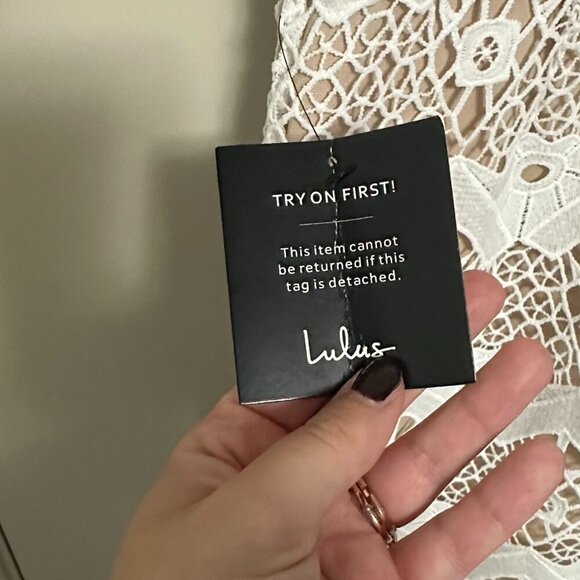 TRY ON FIRST!
This item cannot
be returned if this
tag is detached.
Lulus